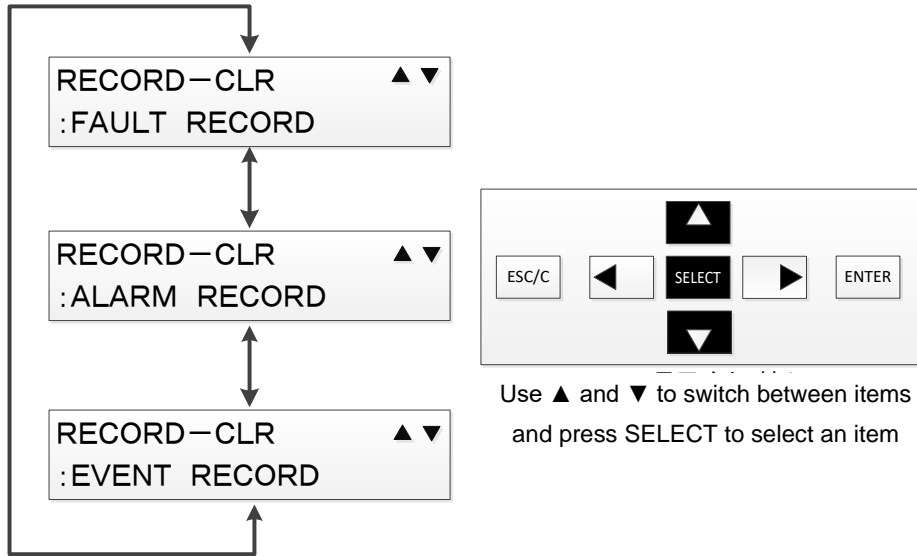 RECORD－CLR ▲ ▼
:FAULT RECORD
RECORD－CLR ▲ ▼
:ALARM RECORD
RECORD－CLR ▲ ▼
:EVENT RECORD
ESC/C ◀ SELECT ▶ ENTER
Use ▲ and ▼ to switch between items
and press SELECT to select an item